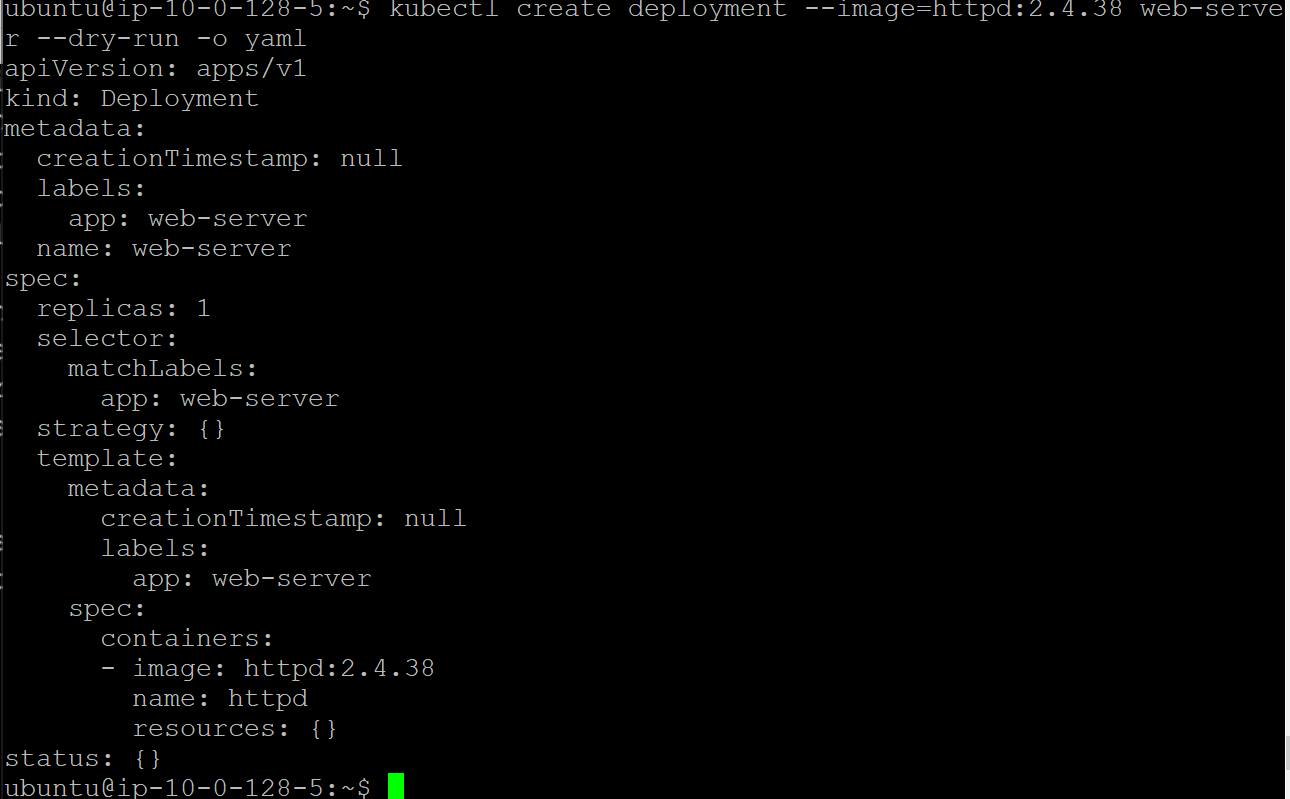 ubuntu@ip-10-0-128-5:~$ kubectl create deployment --image=httpd:2.4.38 web-serve
r --dry-run -o yaml
apiVersion: apps/v1
kind: Deployment
metadata:
  creationTimestamp: null
  labels:
    app: web-server
  name: web-server
spec:
  replicas: 1
  selector:
    matchLabels:
      app: web-server
  strategy: {}
  template:
    metadata:
      creationTimestamp: null
      labels:
        app: web-server
    spec:
      containers:
      - image: httpd:2.4.38
        name: httpd
        resources: {}
status: {}
ubuntu@ip-10-0-128-5:~$